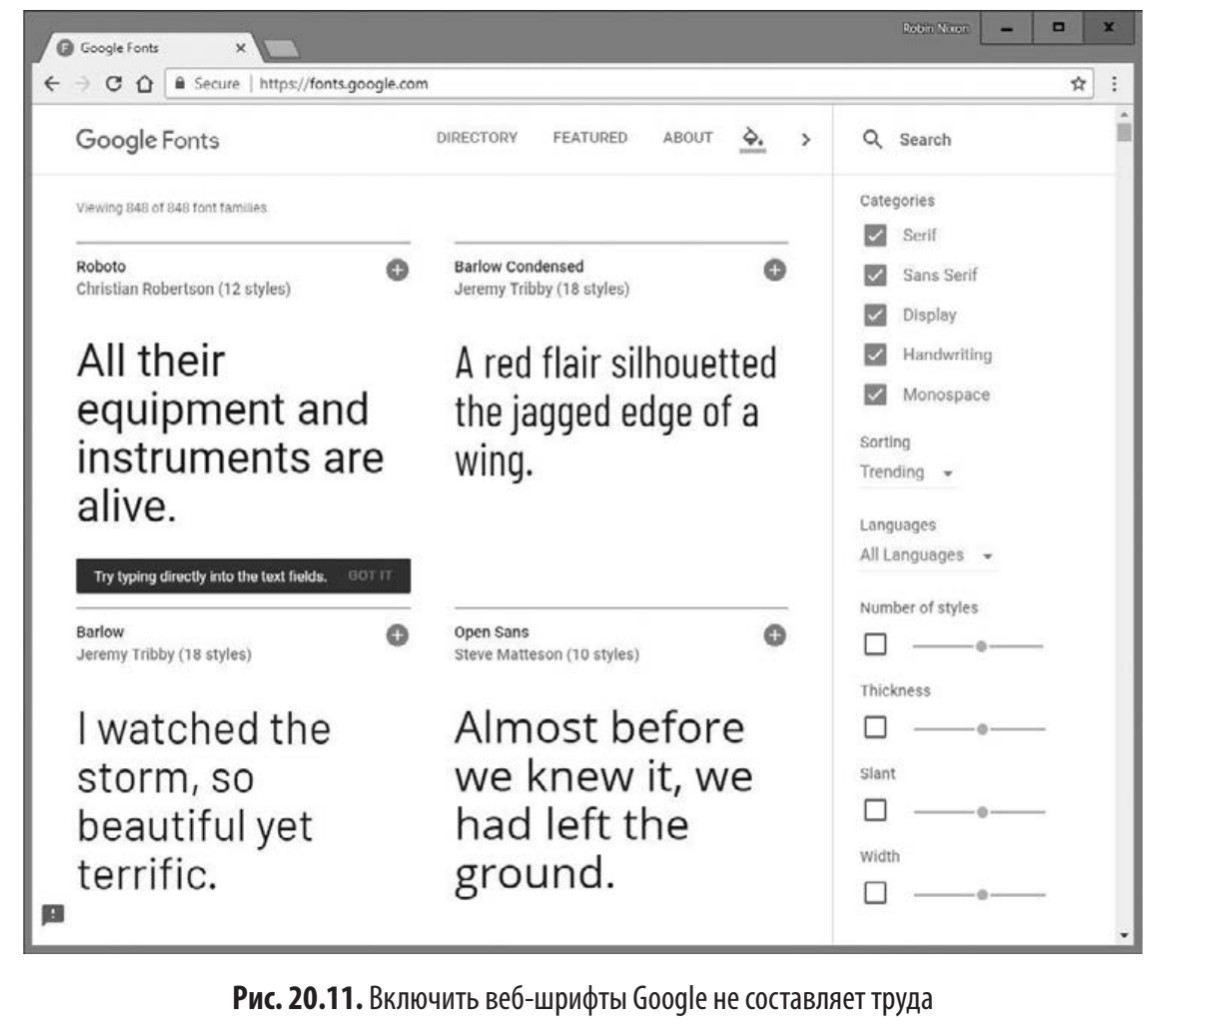 Robin Nixon
Google Fonts
Secure | https://fonts.google.com
Google Fonts
DIRECTORY FEATURED ABOUT
Search
Viewing 848 of 848 font families
Roboto
Christian Robertson (12 styles)
All their
equipment and
instruments are
alive.
Try typing directly into the text fields. GOT IT
Barlow Condensed
Jeremy Tribby (18 styles)
A red flair silhouetted
the jagged edge of a
wing.
Barlow
Jeremy Tribby (18 styles)
I watched the
storm, so
beautiful yet
terrific.
Open Sans
Steve Matteson (10 styles)
Almost before
we knew it, we
had left the
ground.
Categories
Serif
Sans Serif
Display
Handwriting
Monospace
Sorting
Trending
Languages
All Languages
Number of styles
Thickness
Slant
Width
Рис. 20.11. Включить веб-шрифты Google не составляет труда